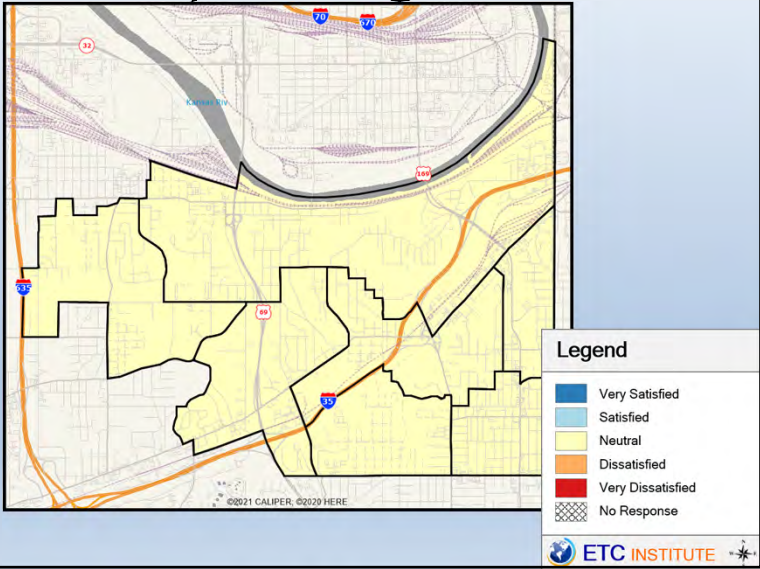 70
670
32
Kansas Riv
169
635
69
35
©2021 CALIPER; ©2020 HERE
Legend
Very Satisfied
Satisfied
Neutral
Dissatisfied
Very Dissatisfied
No Response
ETC INSTITUTE
N
W E
S